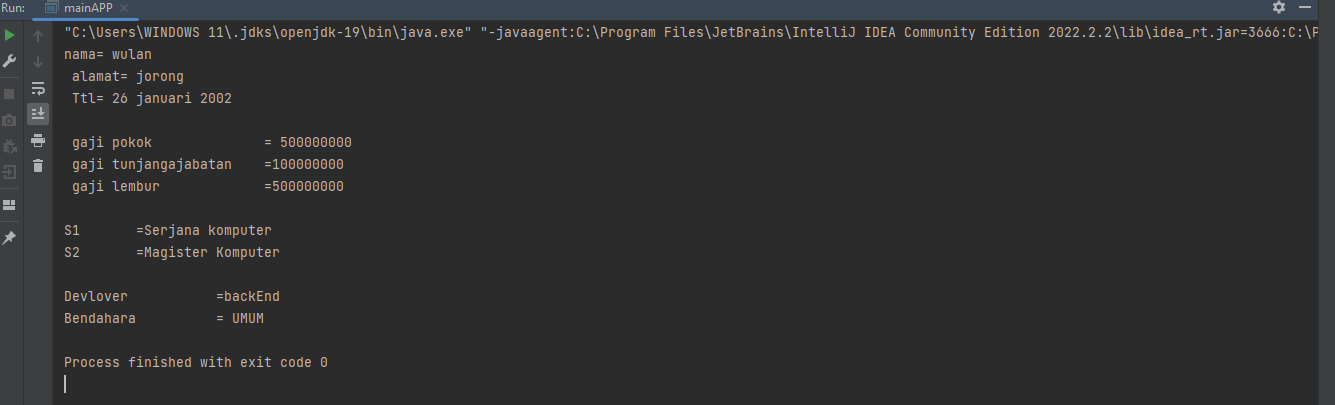 Run: mainAPP
"C:\Users\WINDOWS 11\.jdks\openjdk-19\bin\java.exe" "-javaagent:C:\Program Files\JetBrains\IntelliJ IDEA Community Edition 2022.2.2\lib\idea_rt.jar=3666:C:\P
nama= wulan
 alamat= jorong
 Ttl= 26 januari 2002
 gaji pokok              = 500000000
 gaji tunjangajabatan    =100000000
 gaji lembur             =500000000
S1       =Serjana komputer
S2       =Magister Komputer
Devlover           =backEnd
Bendahara          = UMUM
Process finished with exit code 0